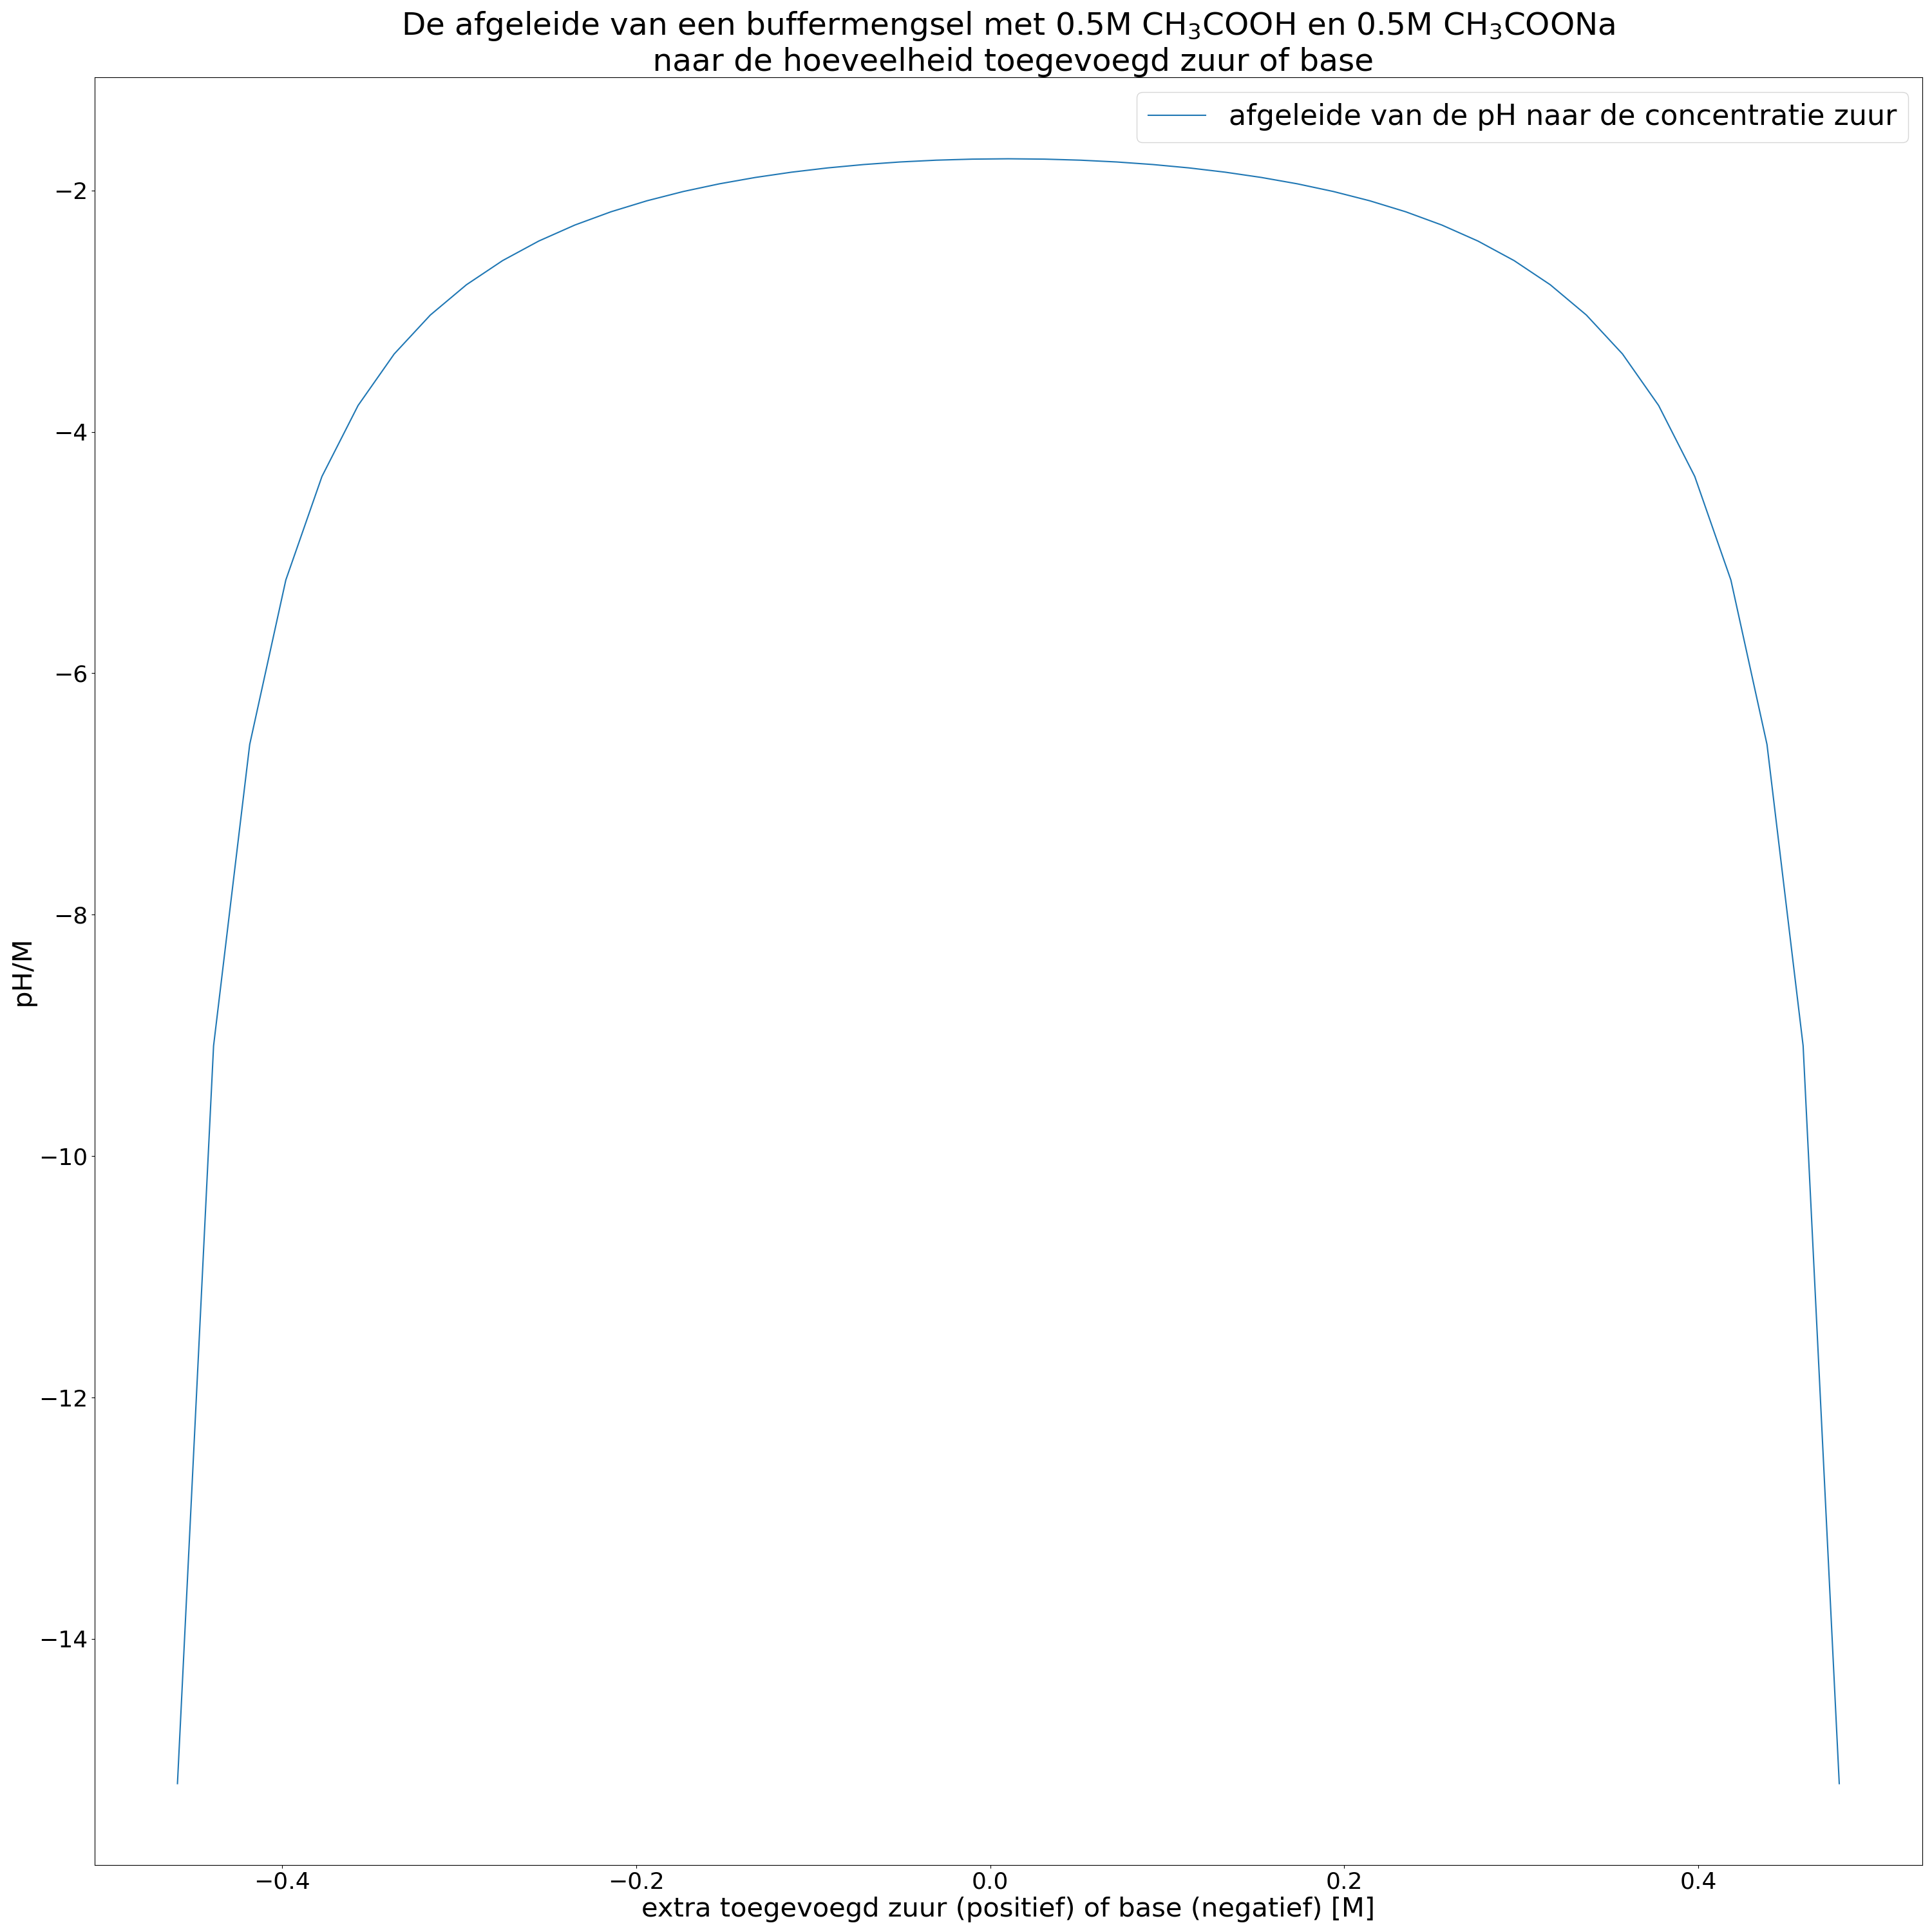 De afgeleide van een buffermengsel met 0.5M CH₃COOH en 0.5M CH₃COONa
naar de hoeveelheid toegevoegd zuur of base
afgeleide van de pH naar de concentratie zuur
−2
−4
−6
−8
−10
−12
−14
pH/M
−0.4
−0.2
0.0
0.2
0.4
extra toegevoegd zuur (positief) of base (negatief) [M]